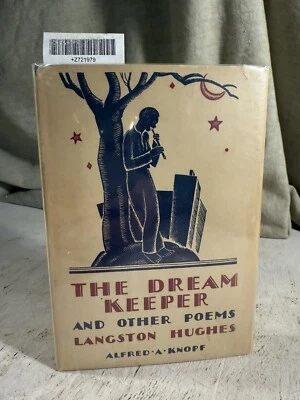 +Z721979
THE DREAM
KEEPER
AND OTHER POEMS
LANGSTON HUGHES
ALFRED·A·KNOPF